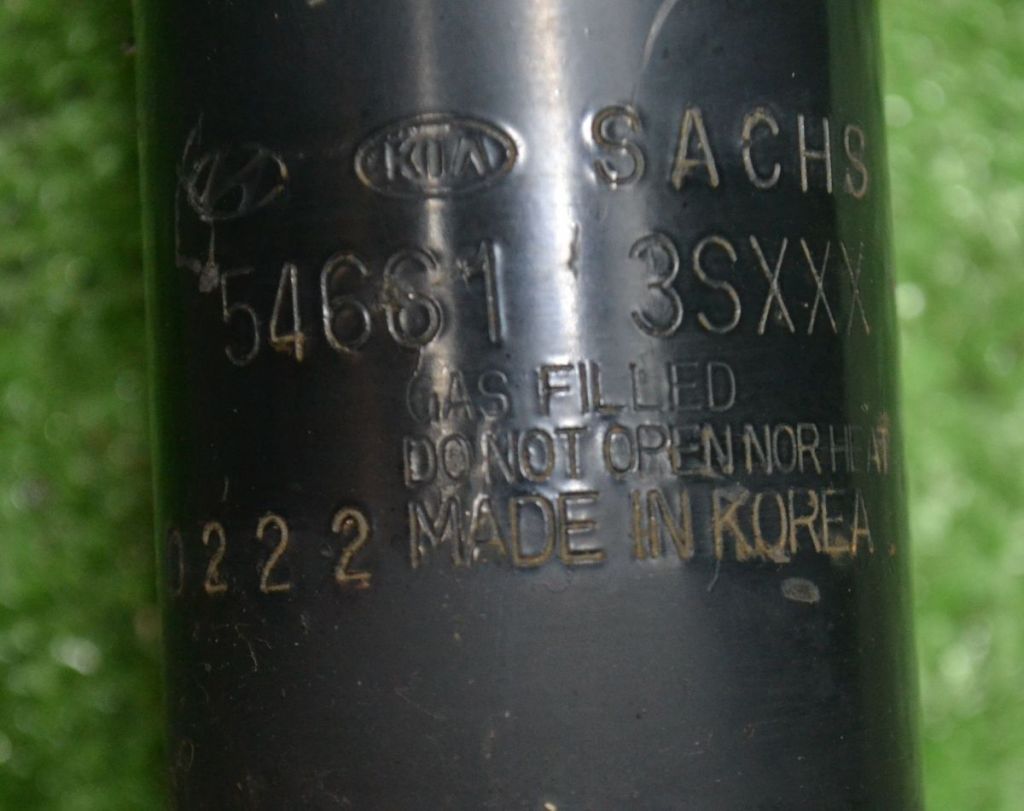 KIA SACHS
54661 3SXXX
GAS FILLED
DO NOT OPEN NOR HEAT
0222 MADE IN KOREA